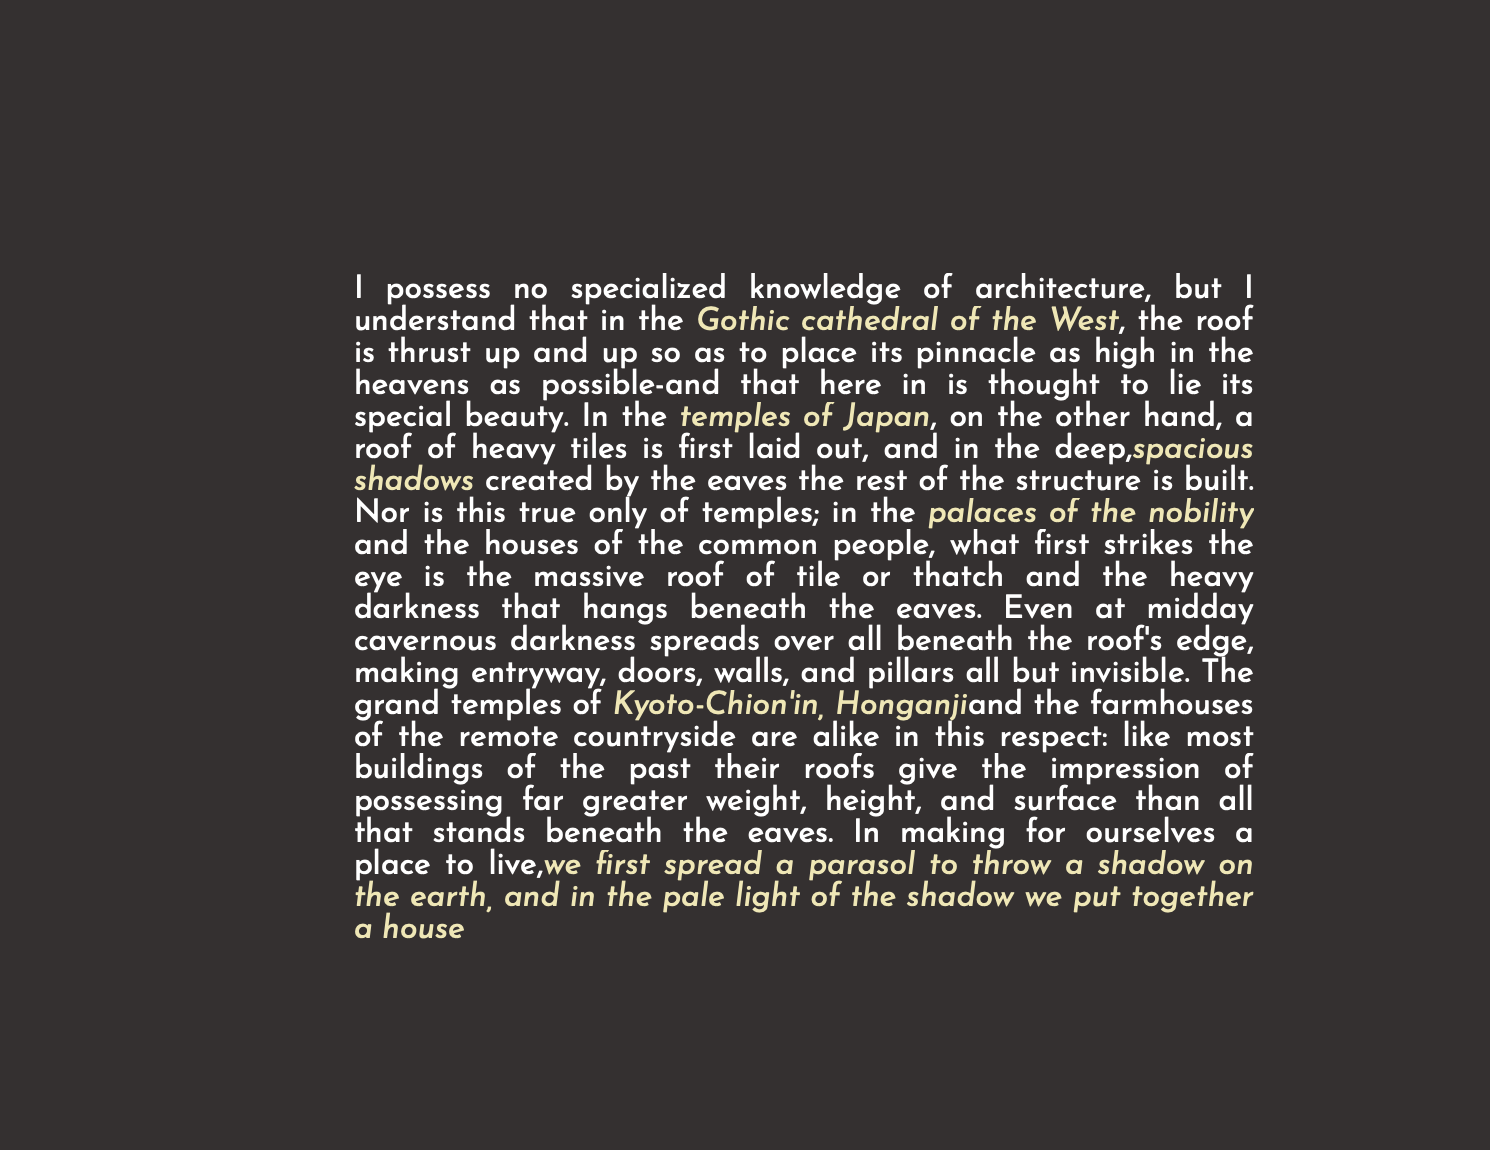 I possess no specialized knowledge of architecture, but I
understand that in the Gothic cathedral of the West, the roof
is thrust up and up so as to place its pinnacle as high in the
heavens as possible-and that here in is thought to lie its
special beauty. In the temples of Japan, on the other hand, a
roof of heavy tiles is first laid out, and in the deep,spacious
shadows created by the eaves the rest of the structure is built.
Nor is this true only of temples; in the palaces of the nobility
and the houses of the common people, what first strikes the
eye is the massive roof of tile or thatch and the heavy
darkness that hangs beneath the eaves. Even at midday
cavernous darkness spreads over all beneath the roof's edge,
making entryway, doors, walls, and pillars all but invisible. The
grand temples of Kyoto-Chion'in, Honganjiand the farmhouses
of the remote countryside are alike in this respect: like most
buildings of the past their roofs give the impression of
possessing far greater weight, height, and surface than all
that stands beneath the eaves. In making for ourselves a
place to live,we first spread a parasol to throw a shadow on
the earth, and in the pale light of the shadow we put together
a house